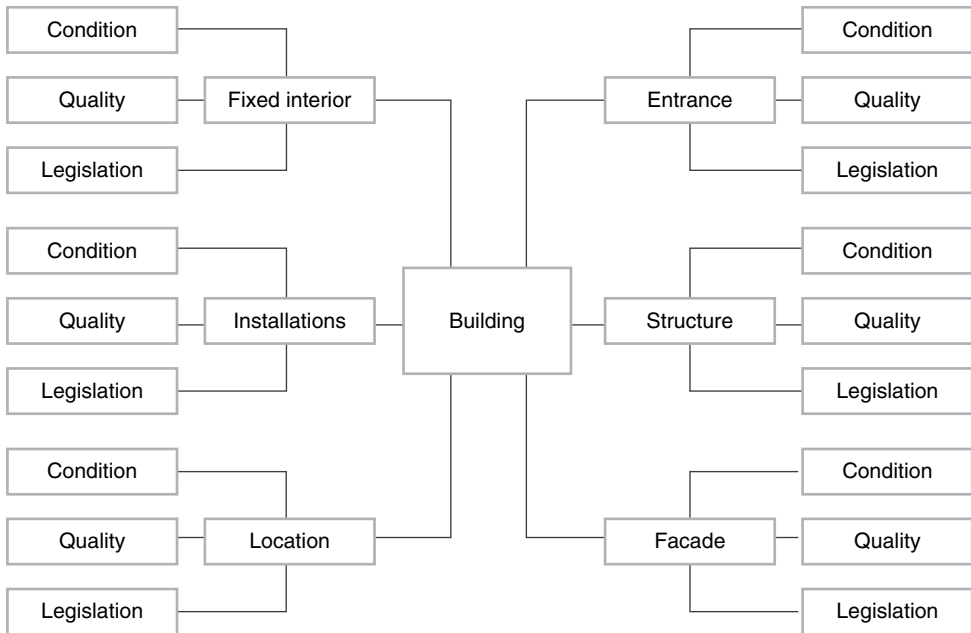 Condition
Condition
Quality
Fixed interior
Entrance
Quality
Legislation
Legislation
Condition
Condition
Quality
Installations
Building
Structure
Quality
Legislation
Legislation
Condition
Condition
Quality
Location
Facade
Quality
Legislation
Legislation